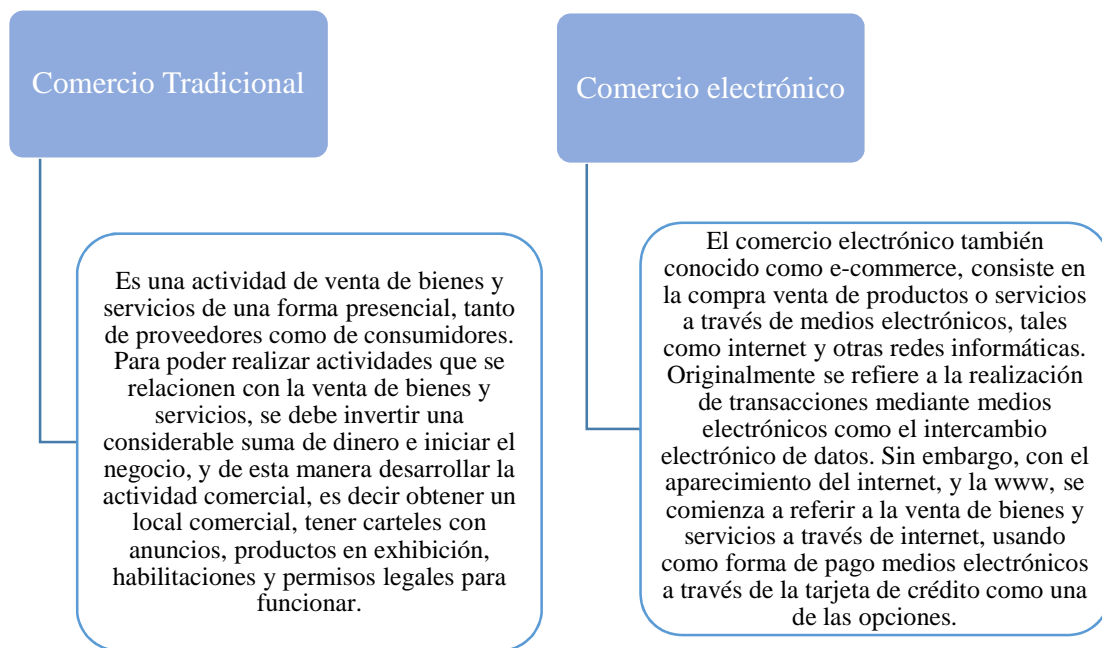 Comercio Tradicional
Es una actividad de venta de bienes y
servicios de una forma presencial, tanto
de proveedores como de consumidores.
Para poder realizar actividades que se
relacionen con la venta de bienes y
servicios, se debe invertir una
considerable suma de dinero e iniciar el
negocio, y de esta manera desarrollar la
actividad comercial, es decir obtener un
local comercial, tener carteles con
anuncios, productos en exhibición,
habilitaciones y permisos legales para
funcionar.
Comercio electrónico
El comercio electrónico también
conocido como e-commerce, consiste en
la compra venta de productos o servicios
a través de medios electrónicos, tales
como internet y otras redes informáticas.
Originalmente se refiere a la realización
de transacciones mediante medios
electrónicos como el intercambio
electrónico de datos. Sin embargo, con el
aparecimiento del internet, y la www, se
comienza a referir a la venta de bienes y
servicios a través de internet, usando
como forma de pago medios electrónicos
a través de la tarjeta de crédito como una
de las opciones.